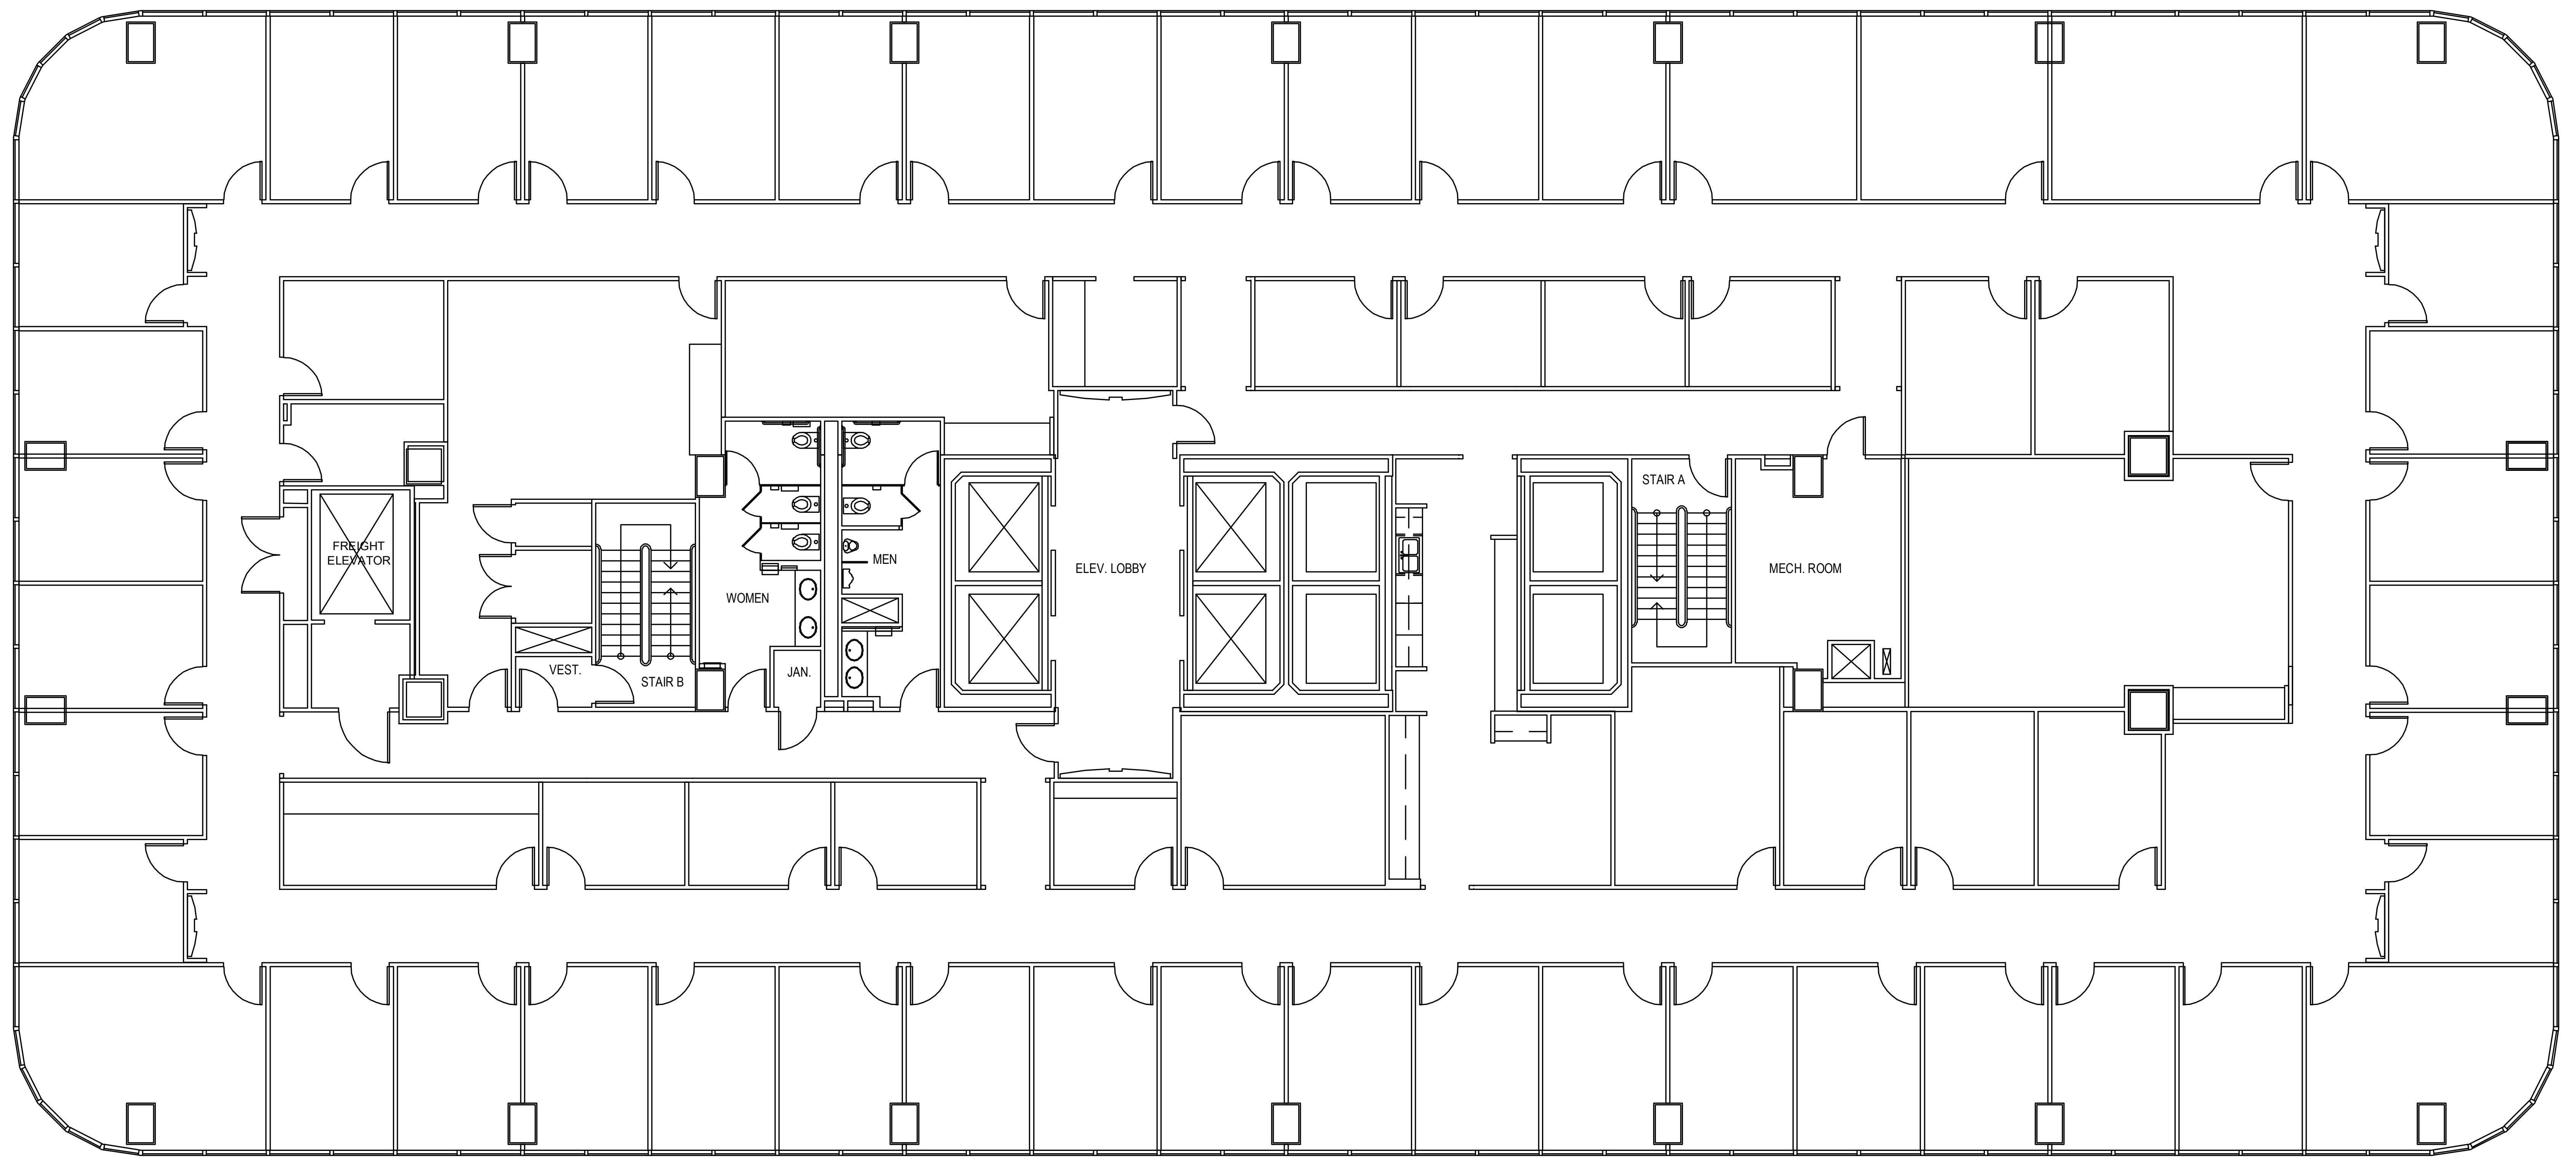 STAIR A
FREIGHT
ELEVATOR
MEN
ELEV. LOBBY
MECH. ROOM
WOMEN
VEST.
JAN.
STAIR B